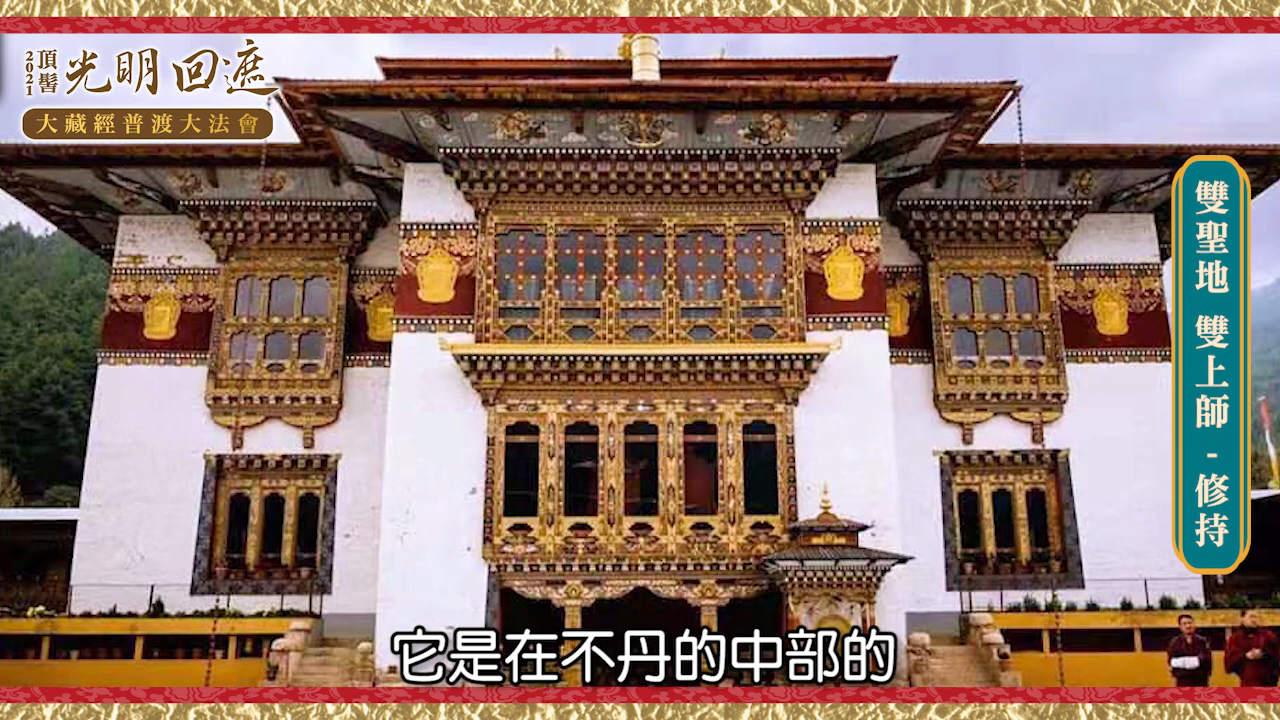 2021
頂髻
光明回遮
大藏經普渡大法會
雙聖地 雙上師 - 修持
它是在不丹的中部的